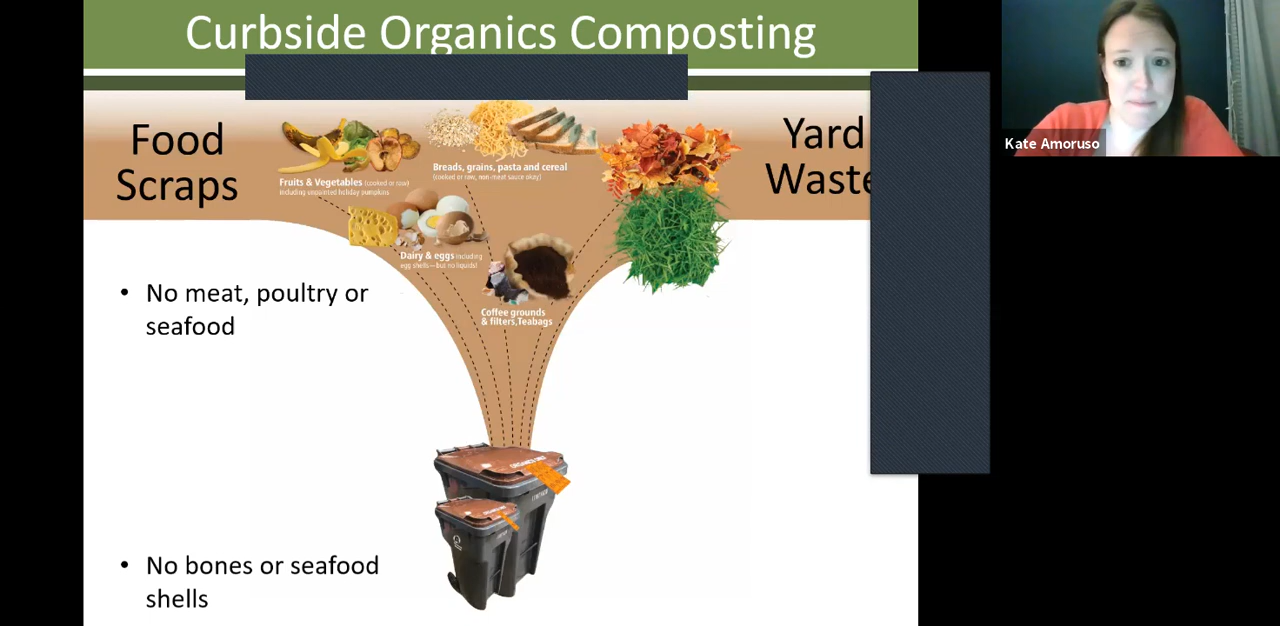 Curbside Organics Composting
Food
Scraps
Yard
Waste
Fruits & Vegetables (cooked or raw)
including unpainted holiday pumpkins
Breads, grains, pasta and cereal
(cooked or raw, non-meat sauce okay)
Dairy & eggs (including
egg shells—but no liquids)
Coffee grounds
& filters, Teabags
• No meat, poultry or
seafood
• No bones or seafood
shells
Kate Amoruso